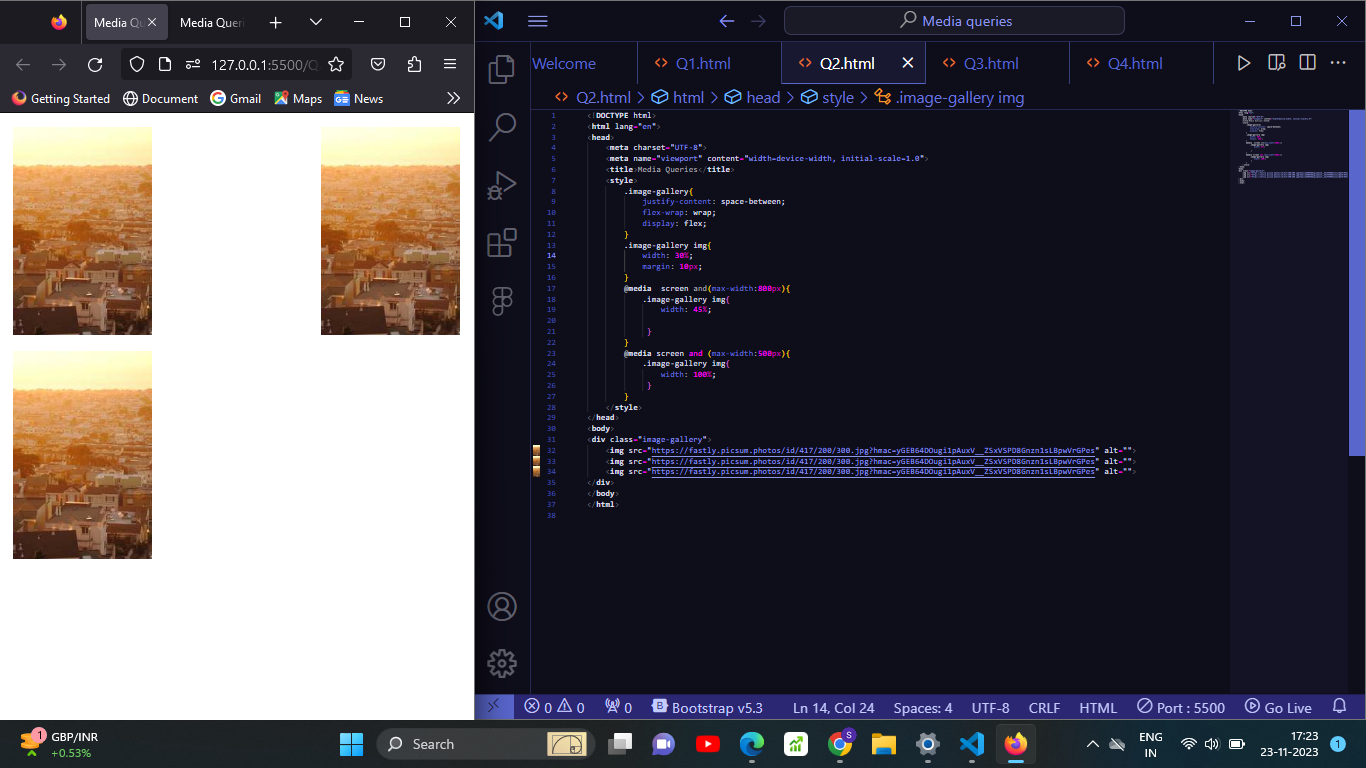 Media Qu
Media Queri
127.0.0.1:5500/Q
Getting Started
Document
Gmail
Maps
News
Media queries
Welcome
Q1.html
Q2.html
Q3.html
Q4.html
Q2.html > html > head > style > .image-gallery img
1 <!DOCTYPE html>
2 <html lang="en">
3 <head>
4 <meta charset="UTF-8">
5 <meta name="viewport" content="width=device-width, initial-scale=1.0">
6 <title>Media Queries</title>
7 <style>
8 .image-gallery{
9 justify-content: space-between;
10 flex-wrap: wrap;
11 display: flex;
12 }
13 .image-gallery img{
14 width: 30%;
15 margin: 10px;
16 }
17 @media  screen and(max-width:800px){
18 .image-gallery img{
19 width: 45%;
20
21 }
22 }
23 @media screen and (max-width:500px){
24 .image-gallery img{
25 width: 100%;
26 }
27 }
28 </style>
29 </head>
30 <body>
31 <div class="image-gallery">
32 <img src="https://fastly.picsum.photos/id/417/200/300.jpg?hmac=yGEB64DOugi1pAuxV__ZSxVSPD8Gnzn1sLBpwVrGPes" alt="">
33 <img src="https://fastly.picsum.photos/id/417/200/300.jpg?hmac=yGEB64DOugi1pAuxV__ZSxVSPD8Gnzn1sLBpwVrGPes" alt="">
34 <img src="https://fastly.picsum.photos/id/417/200/300.jpg?hmac=yGEB64DOugi1pAuxV__ZSxVSPD8Gnzn1sLBpwVrGPes" alt="">
35 </div>
36 </body>
37 </html>
38
0 0 0 B Bootstrap v5.3 Ln 14, Col 24 Spaces: 4 UTF-8 CRLF HTML Port : 5500 Go Live
1
GBP/INR
+0.53%
Search
S
ENG
IN
17:23
23-11-2023
1